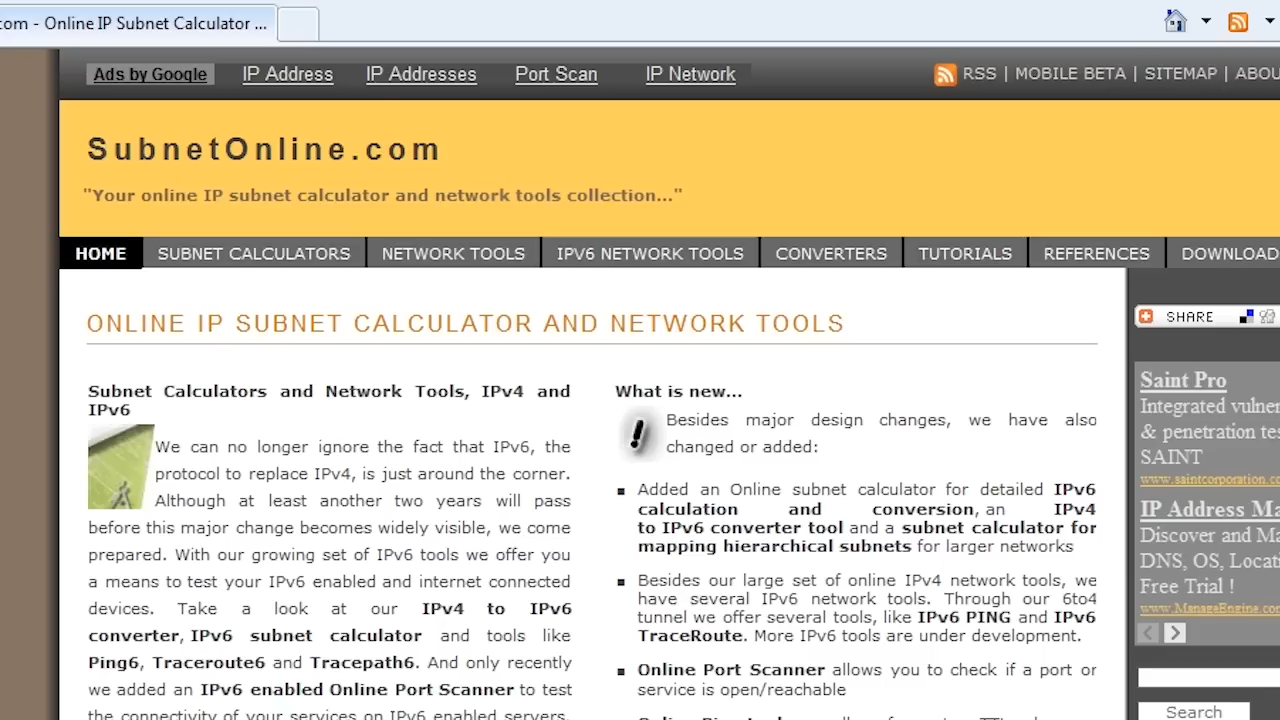 com - Online IP Subnet Calculator ...
Ads by Google IP Address IP Addresses Port Scan IP Network
RSS | MOBILE BETA | SITEMAP | ABOU
SubnetOnline.com
"Your online IP subnet calculator and network tools collection..."
HOME SUBNET CALCULATORS NETWORK TOOLS IPV6 NETWORK TOOLS CONVERTERS TUTORIALS REFERENCES DOWNLOAD
ONLINE IP SUBNET CALCULATOR AND NETWORK TOOLS
Subnet Calculators and Network Tools, IPv4 and
IPv6
We can no longer ignore the fact that IPv6, the
protocol to replace IPv4, is just around the corner.
Although at least another two years will pass
before this major change becomes widely visible, we come
prepared. With our growing set of IPv6 tools we offer you
a means to test your IPv6 enabled and internet connected
devices. Take a look at our IPv4 to IPv6
converter, IPv6 subnet calculator and tools like
Ping6, Traceroute6 and Tracepath6. And only recently
we added an IPv6 enabled Online Port Scanner to test
the connectivity of your services on IPv6 enabled servers.
What is new...
Besides major design changes, we have also
changed or added:
Added an Online subnet calculator for detailed IPv6
calculation and conversion, an IPv4
to IPv6 converter tool and a subnet calculator for
mapping hierarchical subnets for larger networks
Besides our large set of online IPv4 network tools, we
have several IPv6 network tools. Through our 6to4
tunnel we offer several tools, like IPv6 PING and IPv6
TraceRoute. More IPv6 tools are under development.
Online Port Scanner allows you to check if a port or
service is open/reachable
SHARE
Saint Pro
Integrated vulner
& penetration tes
SAINT
www.saintcorporation.co
IP Address Ma
Discover and Ma
DNS, OS, Locati
Free Trial !
www.ManageEngine.com
Search